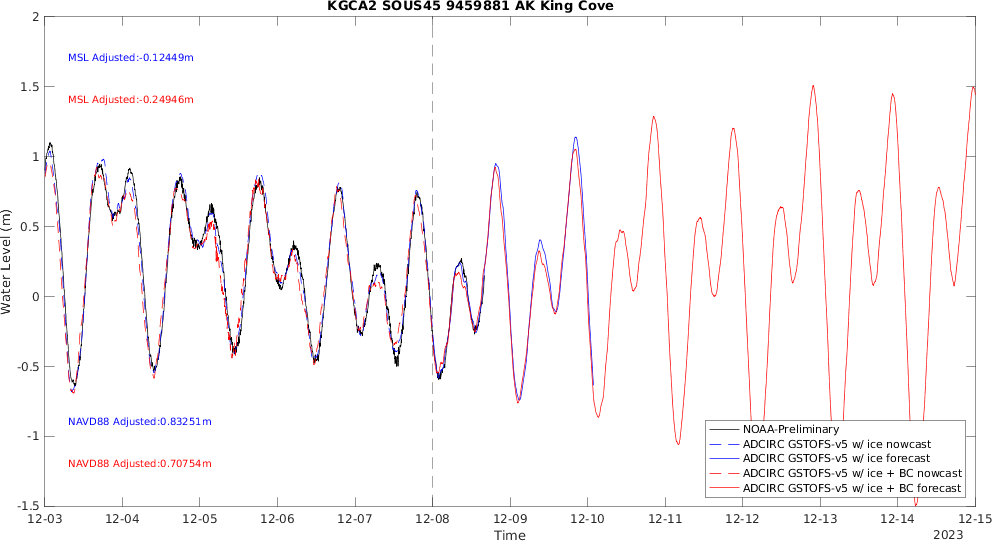 KGCA2 SOUS45 9459881 AK King Cove
MSL Adjusted:-0.12449m
MSL Adjusted:-0.24946m
NAVD88 Adjusted:0.83251m
NAVD88 Adjusted:0.70754m
Water Level (m)
2
1.5
1
0.5
0
-0.5
-1
-1.5
NOAA-Preliminary
ADCIRC GSTOFS-v5 w/ ice nowcast
ADCIRC GSTOFS-v5 w/ ice forecast
ADCIRC GSTOFS-v5 w/ ice + BC nowcast
ADCIRC GSTOFS-v5 w/ ice + BC forecast
12-03 12-04 12-05 12-06 12-07 12-08 12-09 12-10 12-11 12-12 12-13 12-14 12-15
Time
2023